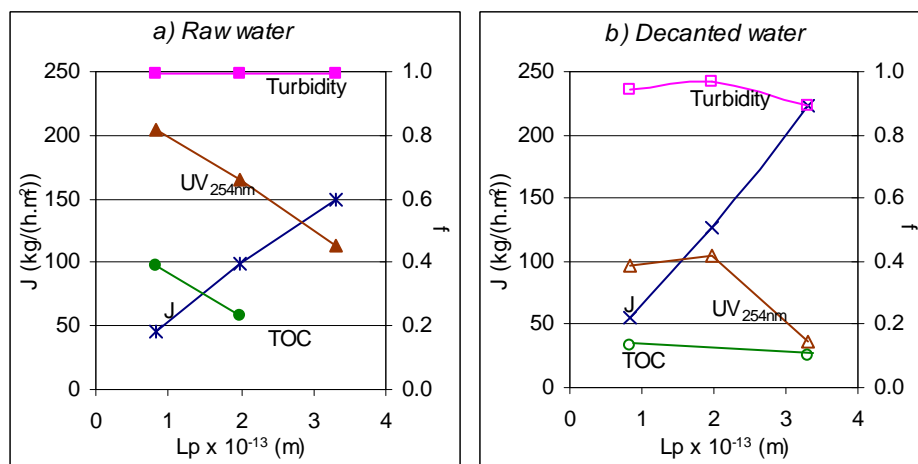 a) Raw water
250
200
150
100
50
0
J (kg/(h.m²))
1.0
0.8
0.6
0.4
0.2
0.0
f
Turbidity
UV254nm
J
TOC
0 1 2 3 4
Lp x 10⁻¹³ (m)
b) Decanted water
250
200
150
100
50
0
J (kg/(h.m²))
1.0
0.8
0.6
0.4
0.2
0.0
f
Turbidity
J
UV254nm
TOC
0 1 2 3 4
Lp x 10⁻¹³ (m)